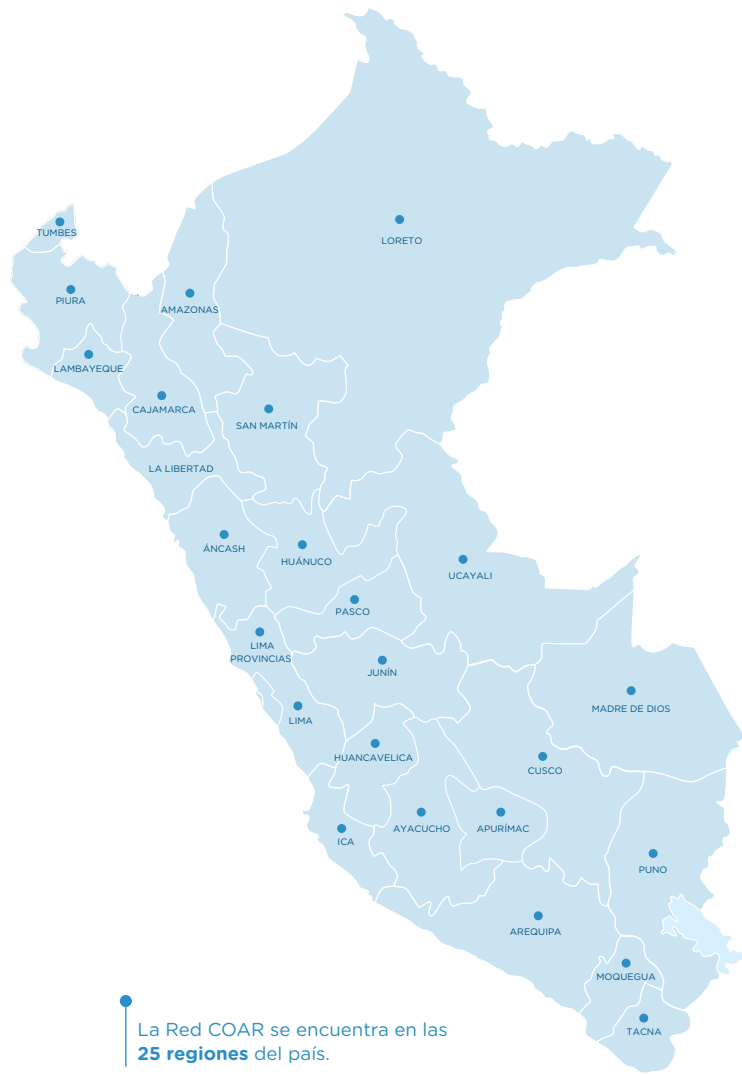 LORETO
TUMBES
PIURA
AMAZONAS
LAMBAYEQUE
CAJAMARCA
SAN MARTÍN
LA LIBERTAD
ÁNCASH
HUÁNUCO
UCAYALI
PASCO
LIMA
PROVINCIAS
JUNÍN
MADRE DE DIOS
LIMA
HUANCAVELICA
CUSCO
AYACUCHO
APURÍMAC
ICA
PUNO
AREQUIPA
MOQUEGUA
TACNA
La Red COAR se encuentra en las
25 regiones del país.